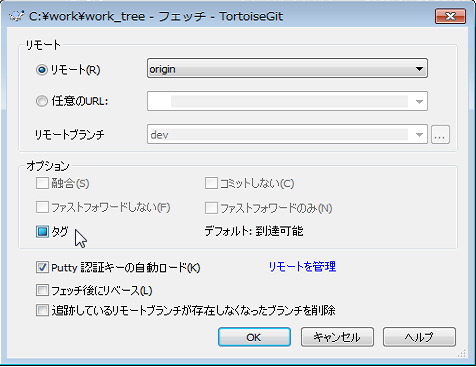 C:¥work¥work_tree - フェッチ - TortoiseGit
リモート
リモート(R)
origin
任意のURL:
リモートブランチ
dev
...
オプション
融合(S)
コミットしない(C)
ファストフォワードしない(F)
ファストフォワードのみ(N)
タグ
デフォルト: 到達可能
Putty 認証キーの自動ロード(K)
リモートを管理
フェッチ後にリベース(L)
追跡しているリモートブランチが存在しなくなったブランチを削除
OK
キャンセル
ヘルプ